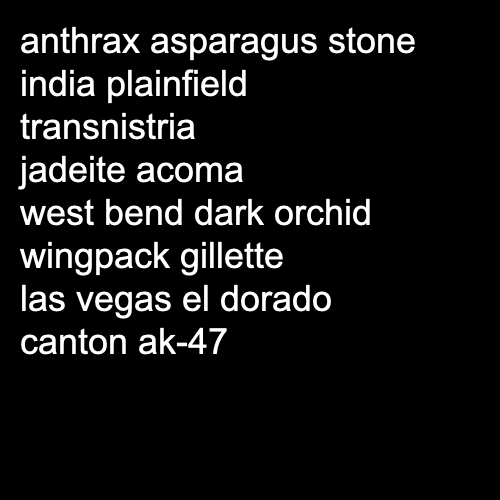 anthrax asparagus stone
india plainfield
transnistria
jadeite acoma
west bend dark orchid
wingpack gillette
las vegas el dorado
canton ak-47